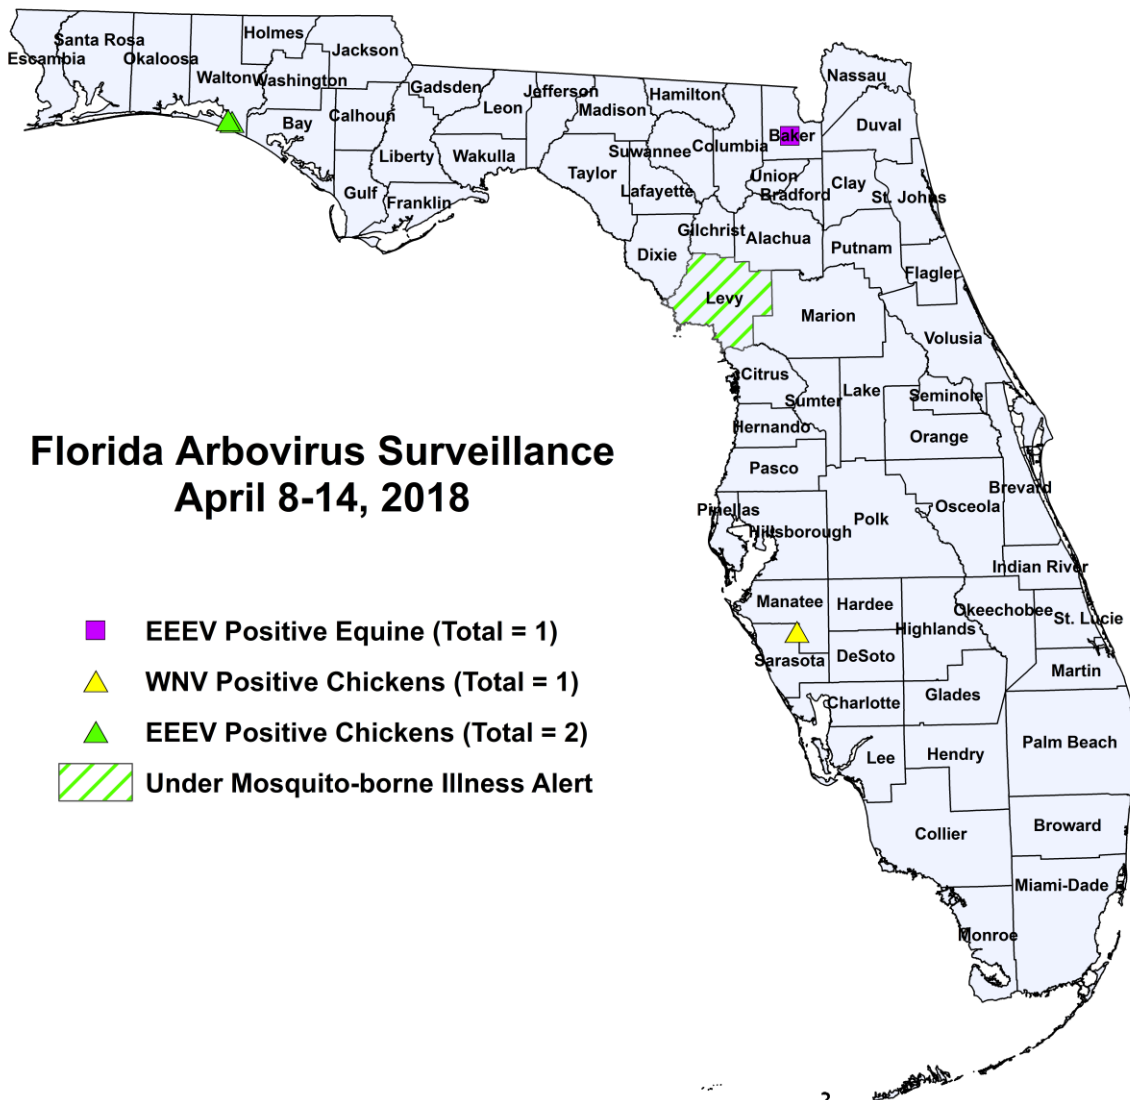 Holmes
Santa Rosa
Jackson
Escambia
Okaloosa
Walton
Washington
Gadsden
Jefferson
Hamilton
Nassau
Leon
Madison
Calhoun
Bay
Baker
Duval
Columbia
Suwannee
Liberty
Wakulla
Taylor
Union
Lafayette
Bradford
Clay
St. Johns
Gulf
Franklin
Gilchrist
Alachua
Putnam
Dixie
Flagler
Levy
Marion
Volusia
Citrus
Sumter
Lake
Seminole
Hernando
Orange
Florida Arbovirus Surveillance
April 8-14, 2018
Pasco
Brevard
Pinellas
Osceola
Hillsborough
Polk
Indian River
Manatee
Hardee
Okeechobee
St. Lucie
Highlands
Sarasota
DeSoto
Martin
Charlotte
Glades
Palm Beach
Lee
Hendry
Collier
Broward
Miami-Dade
Monroe
EEEV Positive Equine (Total = 1)
WNV Positive Chickens (Total = 1)
EEEV Positive Chickens (Total = 2)
Under Mosquito-borne Illness Alert